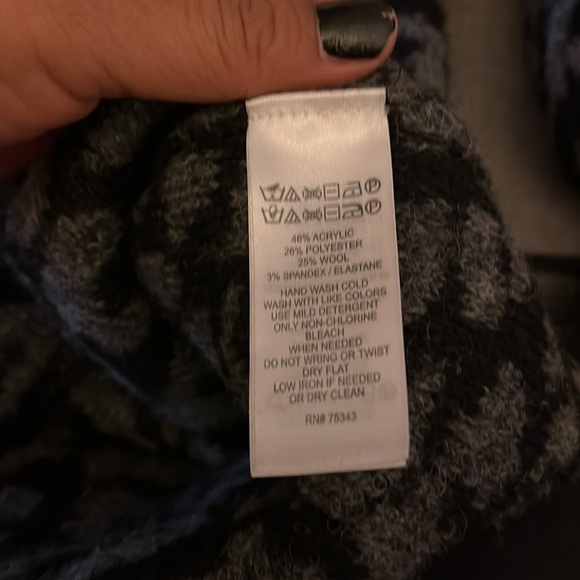 46% ACRYLIC
26% POLYESTER
25% WOOL
3% SPANDEX / ELASTANE
HAND WASH COLD
WASH WITH LIKE COLORS
USE MILD DETERGENT
ONLY NON-CHLORINE
BLEACH
WHEN NEEDED
DO NOT WRING OR TWIST
DRY FLAT
LOW IRON IF NEEDED
OR DRY CLEAN
RN# 75343